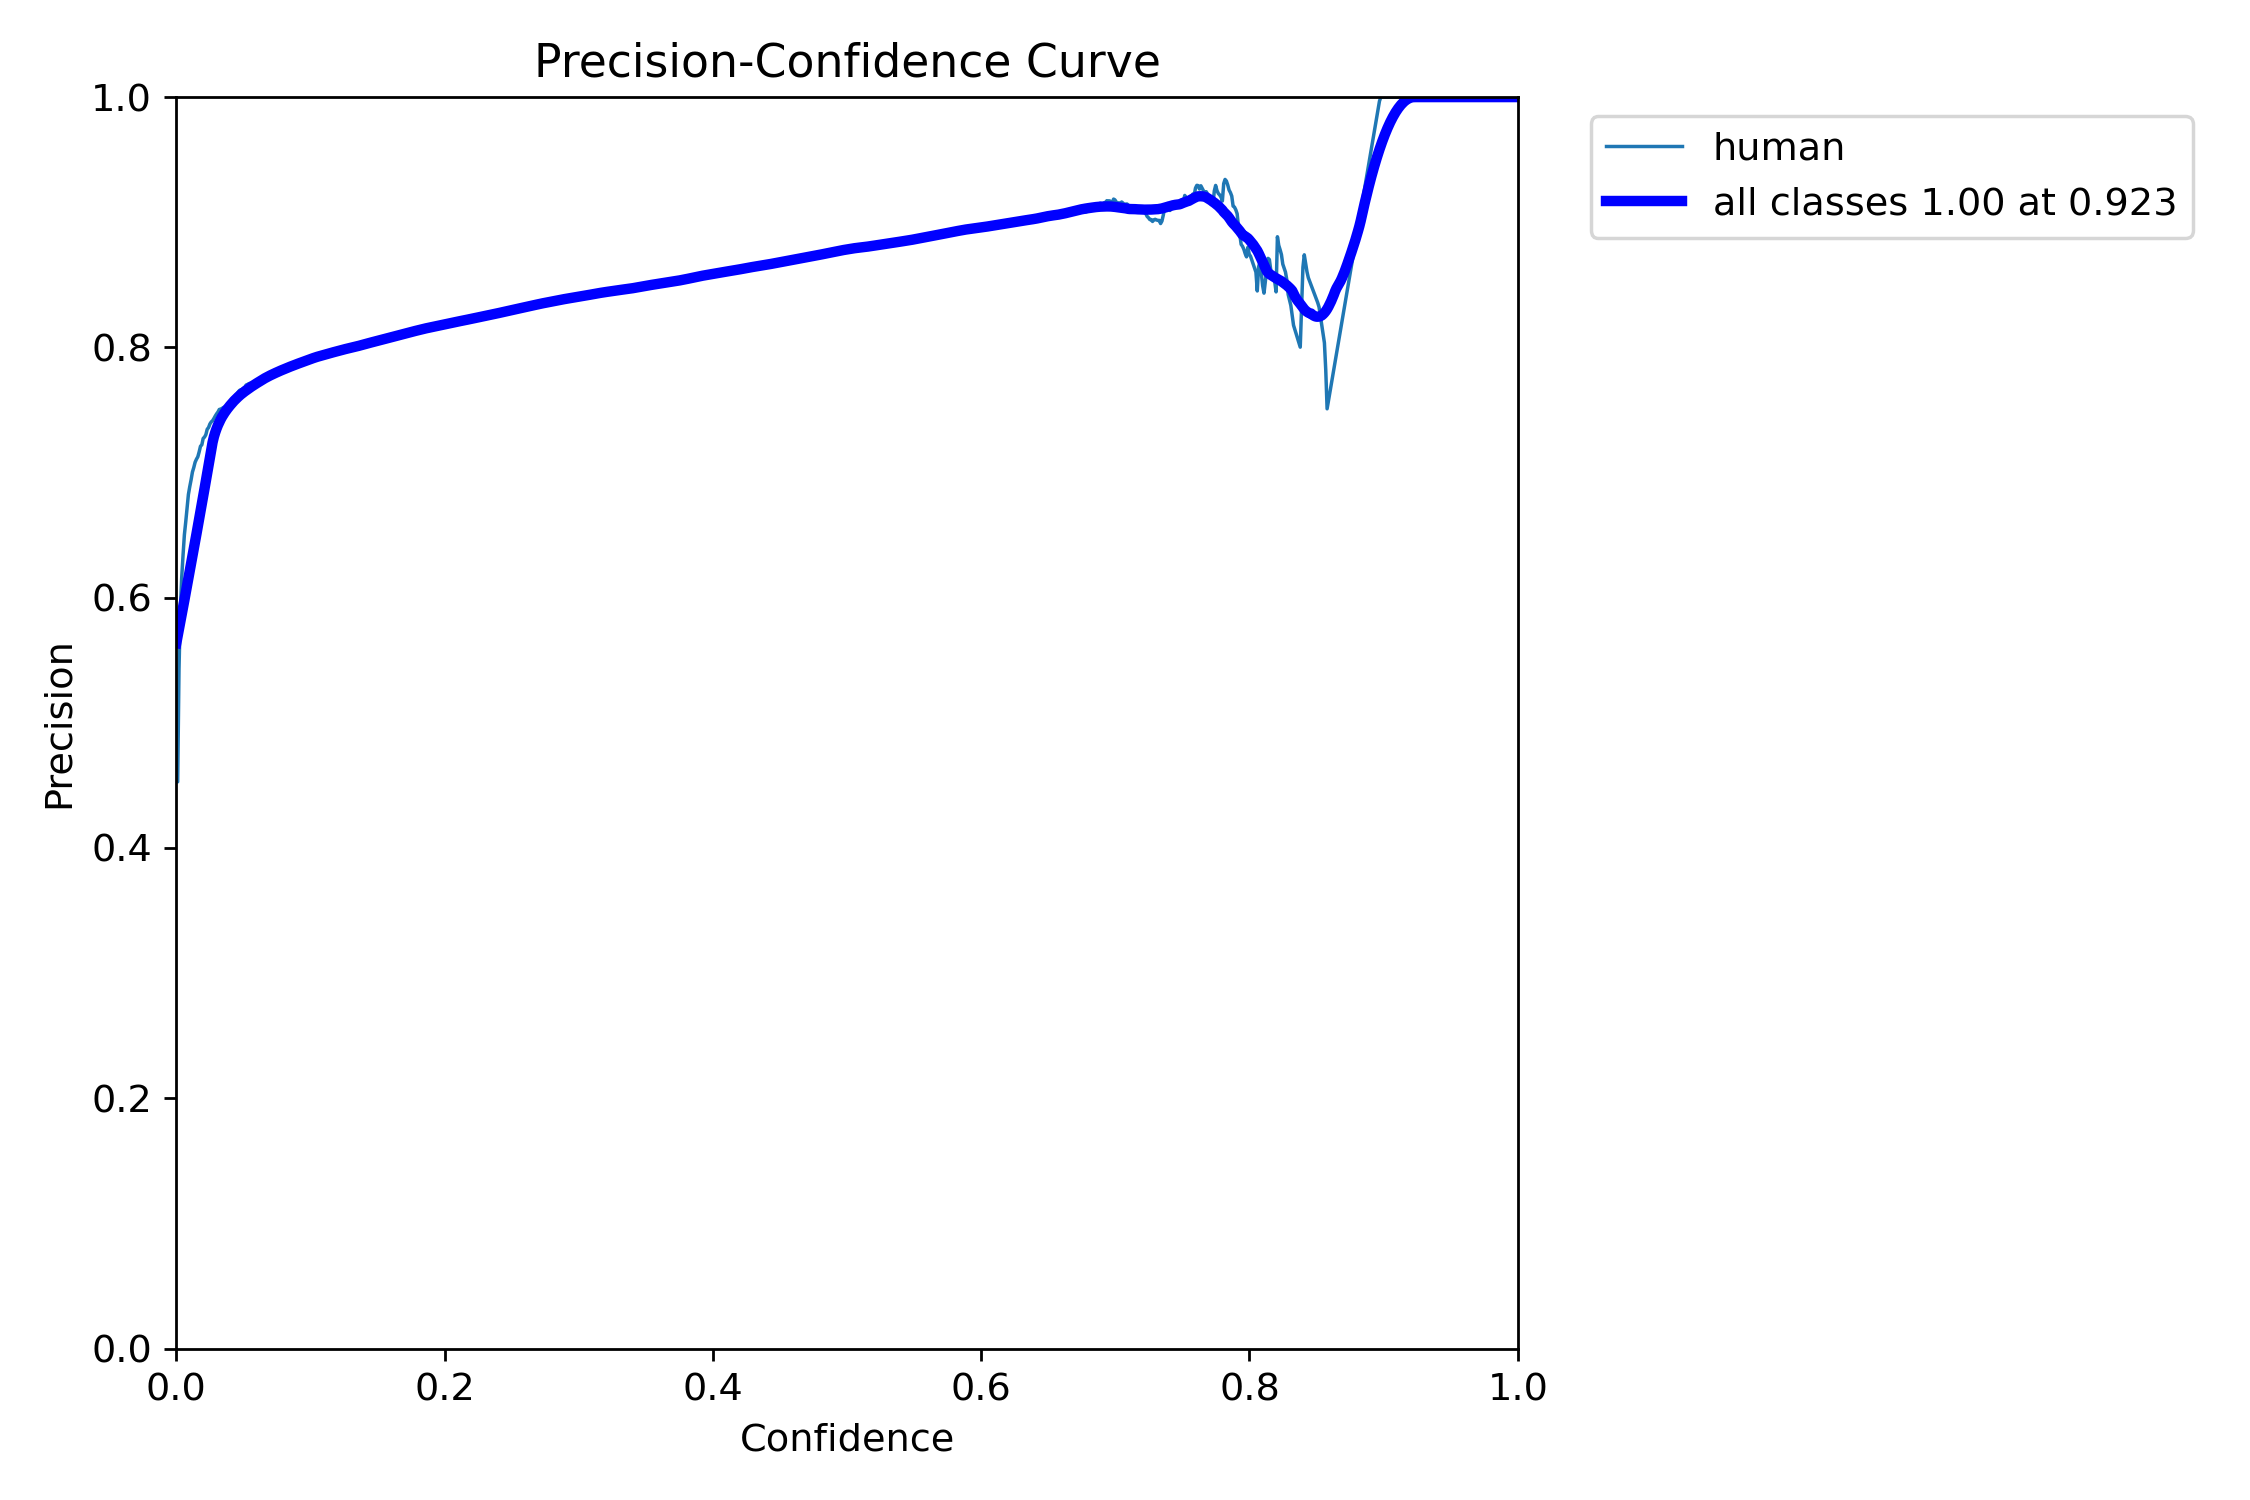 Precision-Confidence Curve
1.0
0.8
0.6
0.4
0.2
0.0
Precision
0.0 0.2 0.4 0.6 0.8 1.0
Confidence
human
all classes 1.00 at 0.923